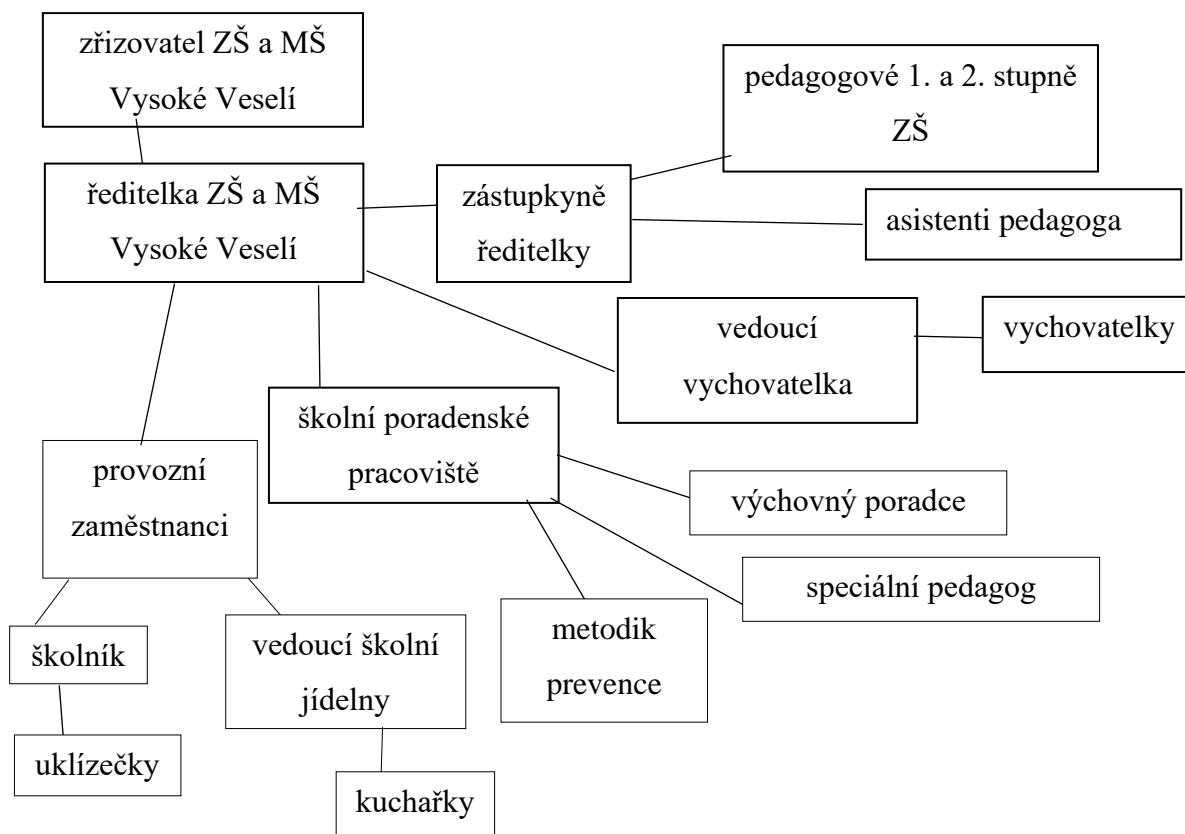 zřizovatel ZŠ a MŠ
Vysoké Veselí
pedagogové 1. a 2. stupně
ZŠ
ředitelka ZŠ a MŠ
Vysoké Veselí
zástupkyně
ředitelky
asistenti pedagoga
vedoucí
vychovatelka
vychovatelky
školní poradenské
pracoviště
provozní
zaměstnanci
výchovný poradce
speciální pedagog
metodik
prevence
školník
vedoucí školní
jídelny
uklízečky
kuchařky